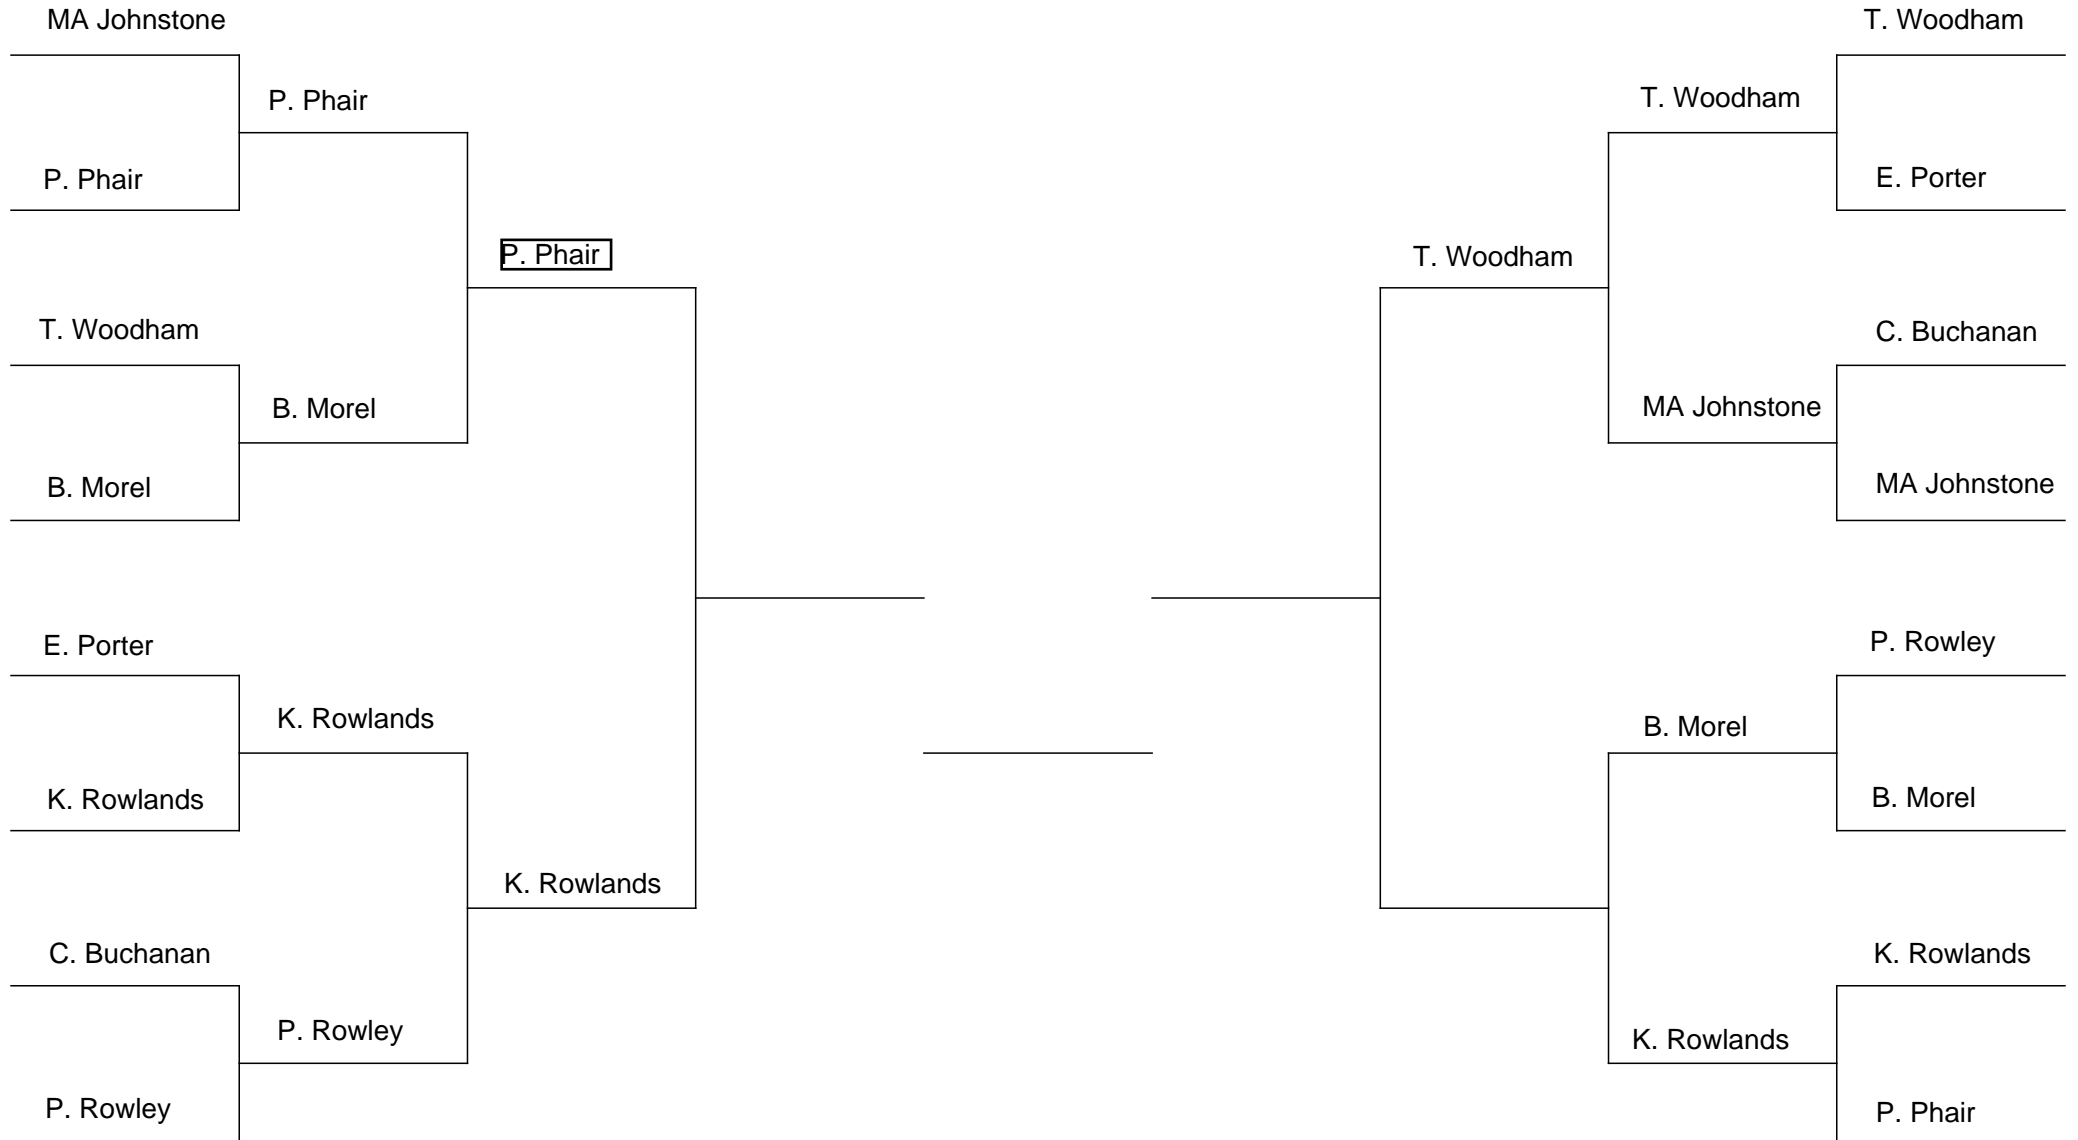 MA Johnstone
P. Phair
P. Phair
P. Phair
T. Woodham
B. Morel
B. Morel
E. Porter
K. Rowlands
K. Rowlands
K. Rowlands
C. Buchanan
P. Rowley
P. Rowley
T. Woodham
T. Woodham
E. Porter
T. Woodham
C. Buchanan
MA Johnstone
MA Johnstone
P. Rowley
B. Morel
B. Morel
K. Rowlands
K. Rowlands
P. Phair